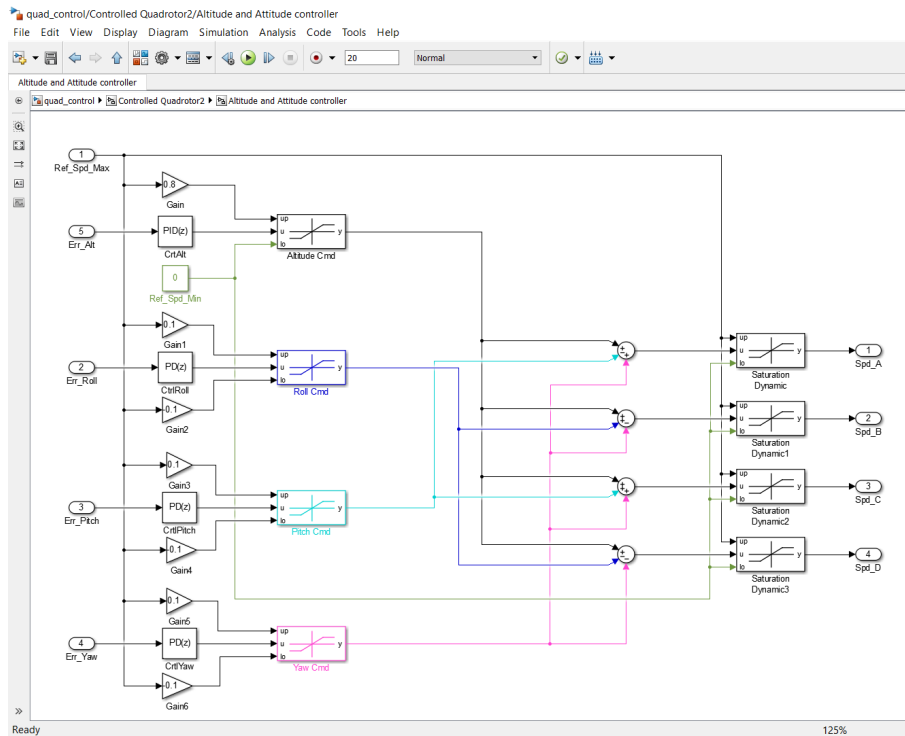 quad_control/Controlled Quadrotor2/Altitude and Attitude controller
File Edit View Display Diagram Simulation Analysis Code Tools Help
20
Normal
Altitude and Attitude controller
quad_control Controlled Quadrotor2 Altitude and Attitude controller
1
Ref_Spd_Max
0.8
Gain
5
Err_Alt
PID(z)
CrtAlt
up
u
lo
y
Altitude Cmd
0
Ref_Spd_Min
0.1
Gain1
2
Err_Roll
PD(z)
CtrlRoll
0.1
Gain2
up
u
lo
y
Roll Cmd
0.1
Gain3
3
Err_Pitch
PD(z)
CrtlPitch
0.1
Gain4
up
u
lo
y
Pitch Cmd
0.1
Gain5
4
Err_Yaw
PD(z)
CrtlYaw
0.1
Gain6
up
u
lo
y
Yaw Cmd
up
u
lo
y
Saturation
Dynamic
1
Spd_A
up
u
lo
y
Saturation
Dynamic1
2
Spd_B
up
u
lo
y
Saturation
Dynamic2
3
Spd_C
up
u
lo
y
Saturation
Dynamic3
4
Spd_D
Ready
125%